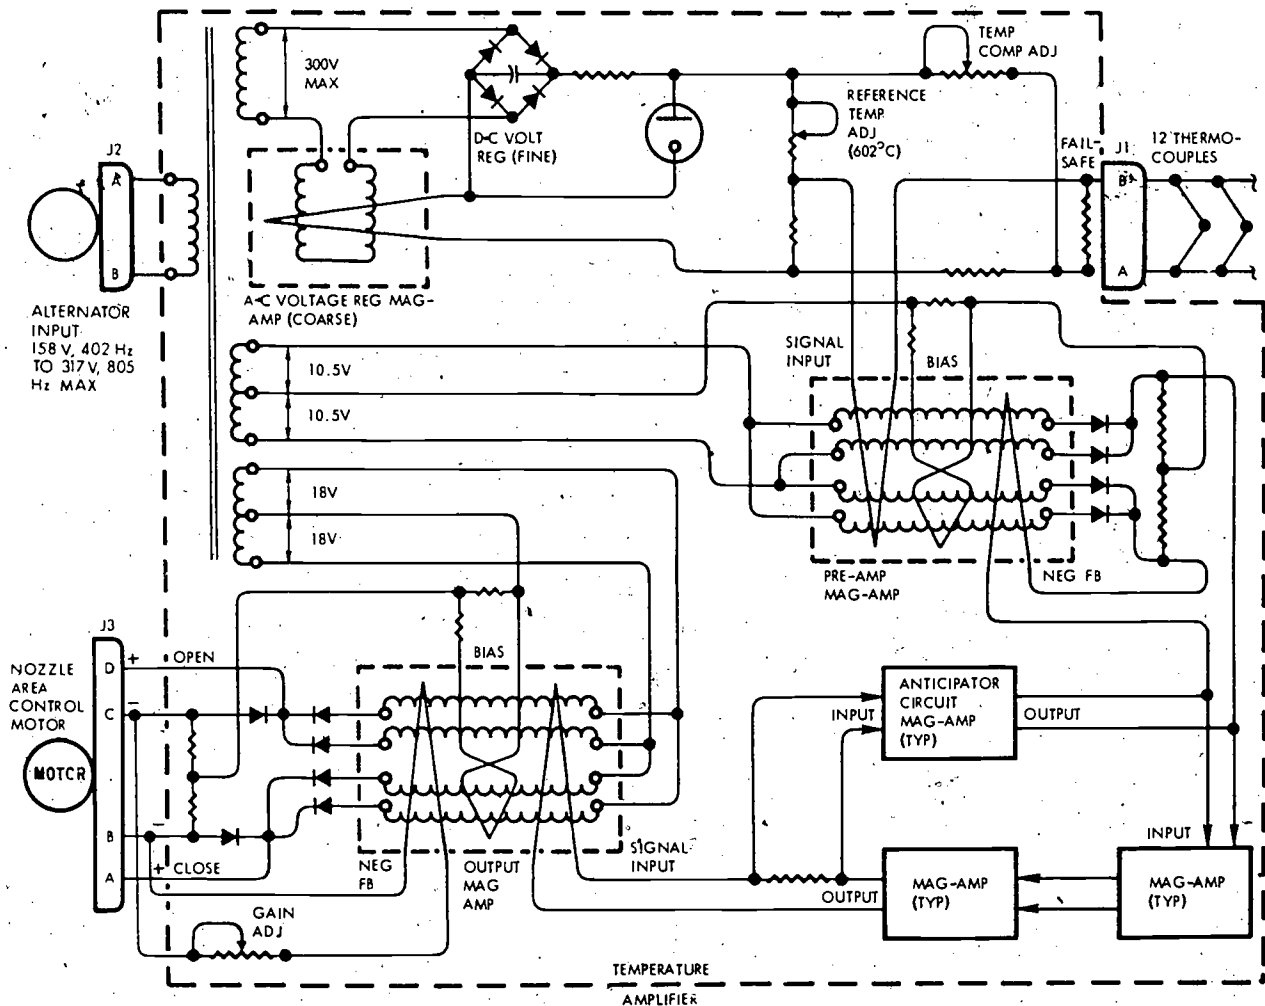 TEMP
COMP ADJ
300V
MAX
D-C VOLT
REG (FINE)
REFERENCE
TEMP
ADJ
(602°C)
FAIL-
SAFE
J1
12 THERMO-
COUPLES
B
A
J2
A
B
ALTERNATOR
INPUT
158 V, 402 Hz
TO 317 V, 805
Hz MAX
A-C VOLTAGE REG MAG-
AMP (COARSE)
10.5V
10.5V
SIGNAL
INPUT
BIAS
18V
18V
PRE-AMP
MAG-AMP
NEG FB
J3
NOZZLE
AREA
CONTROL
MOTOR
D
+
OPEN
C
−
MOTCR
B
−
A
+
CLOSE
BIAS
NEG
FB
OUTPUT
MAG
AMP
SIGNAL
INPUT
GAIN
ADJ
ANTICIPATOR
CIRCUIT
MAG-AMP
(TYP)
INPUT
OUTPUT
INPUT
MAG-AMP
(TYP)
OUTPUT
MAG-AMP
(TYP)
TEMPERATURE
AMPLIFIER